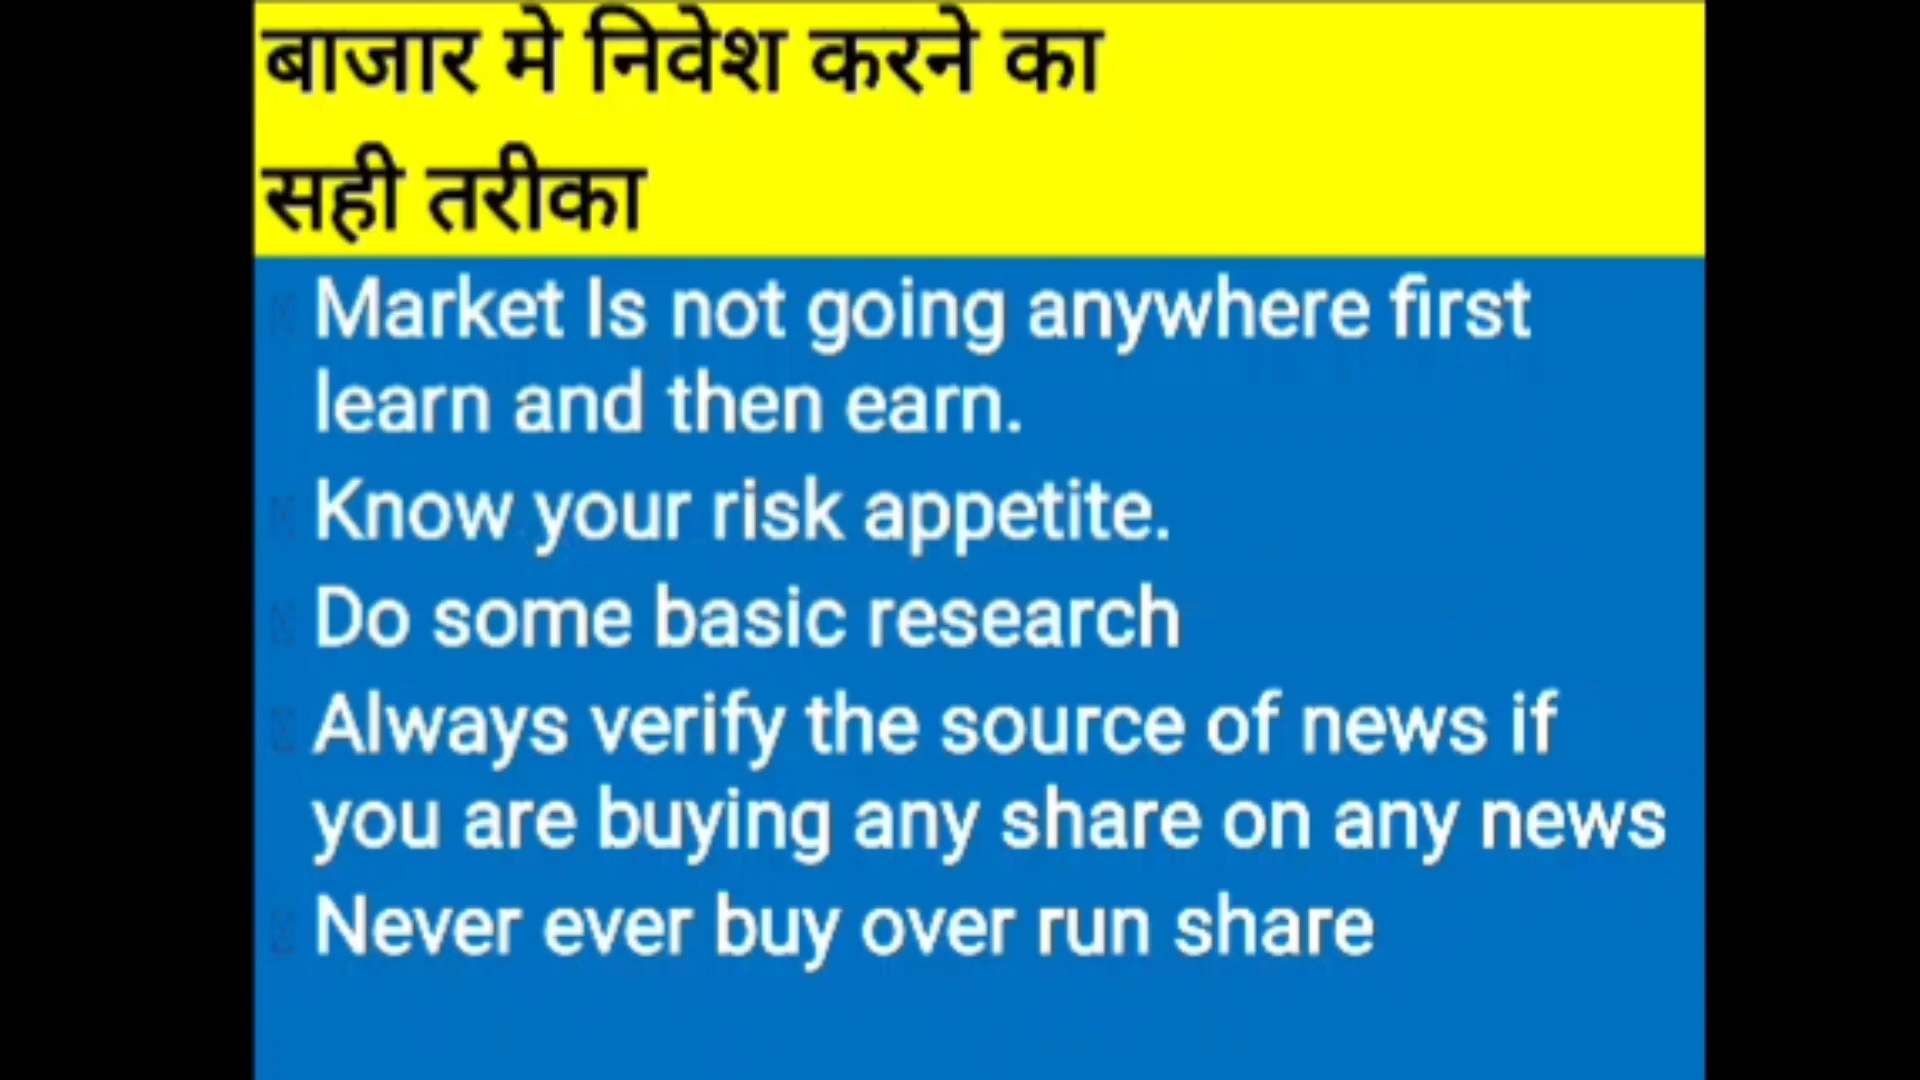 बाजार मे निवेश करने का
सही तरीका
Market Is not going anywhere first
learn and then earn.
Know your risk appetite.
Do some basic research
Always verify the source of news if
you are buying any share on any news
Never ever buy over run share